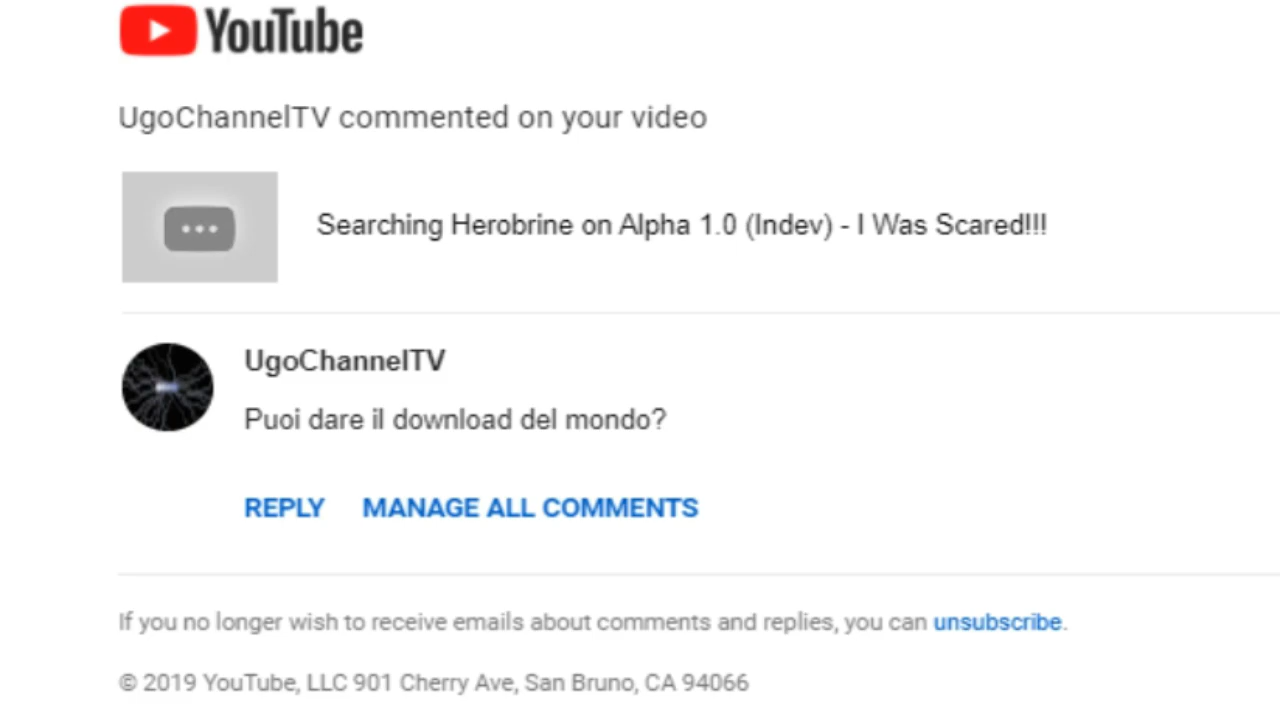 YouTube
UgoChannelTV commented on your video
Searching Herobrine on Alpha 1.0 (Indev) - I Was Scared!!!
UgoChannelTV
Puoi dare il download del mondo?
REPLY MANAGE ALL COMMENTS
If you no longer wish to receive emails about comments and replies, you can unsubscribe.
© 2019 YouTube, LLC 901 Cherry Ave, San Bruno, CA 94066